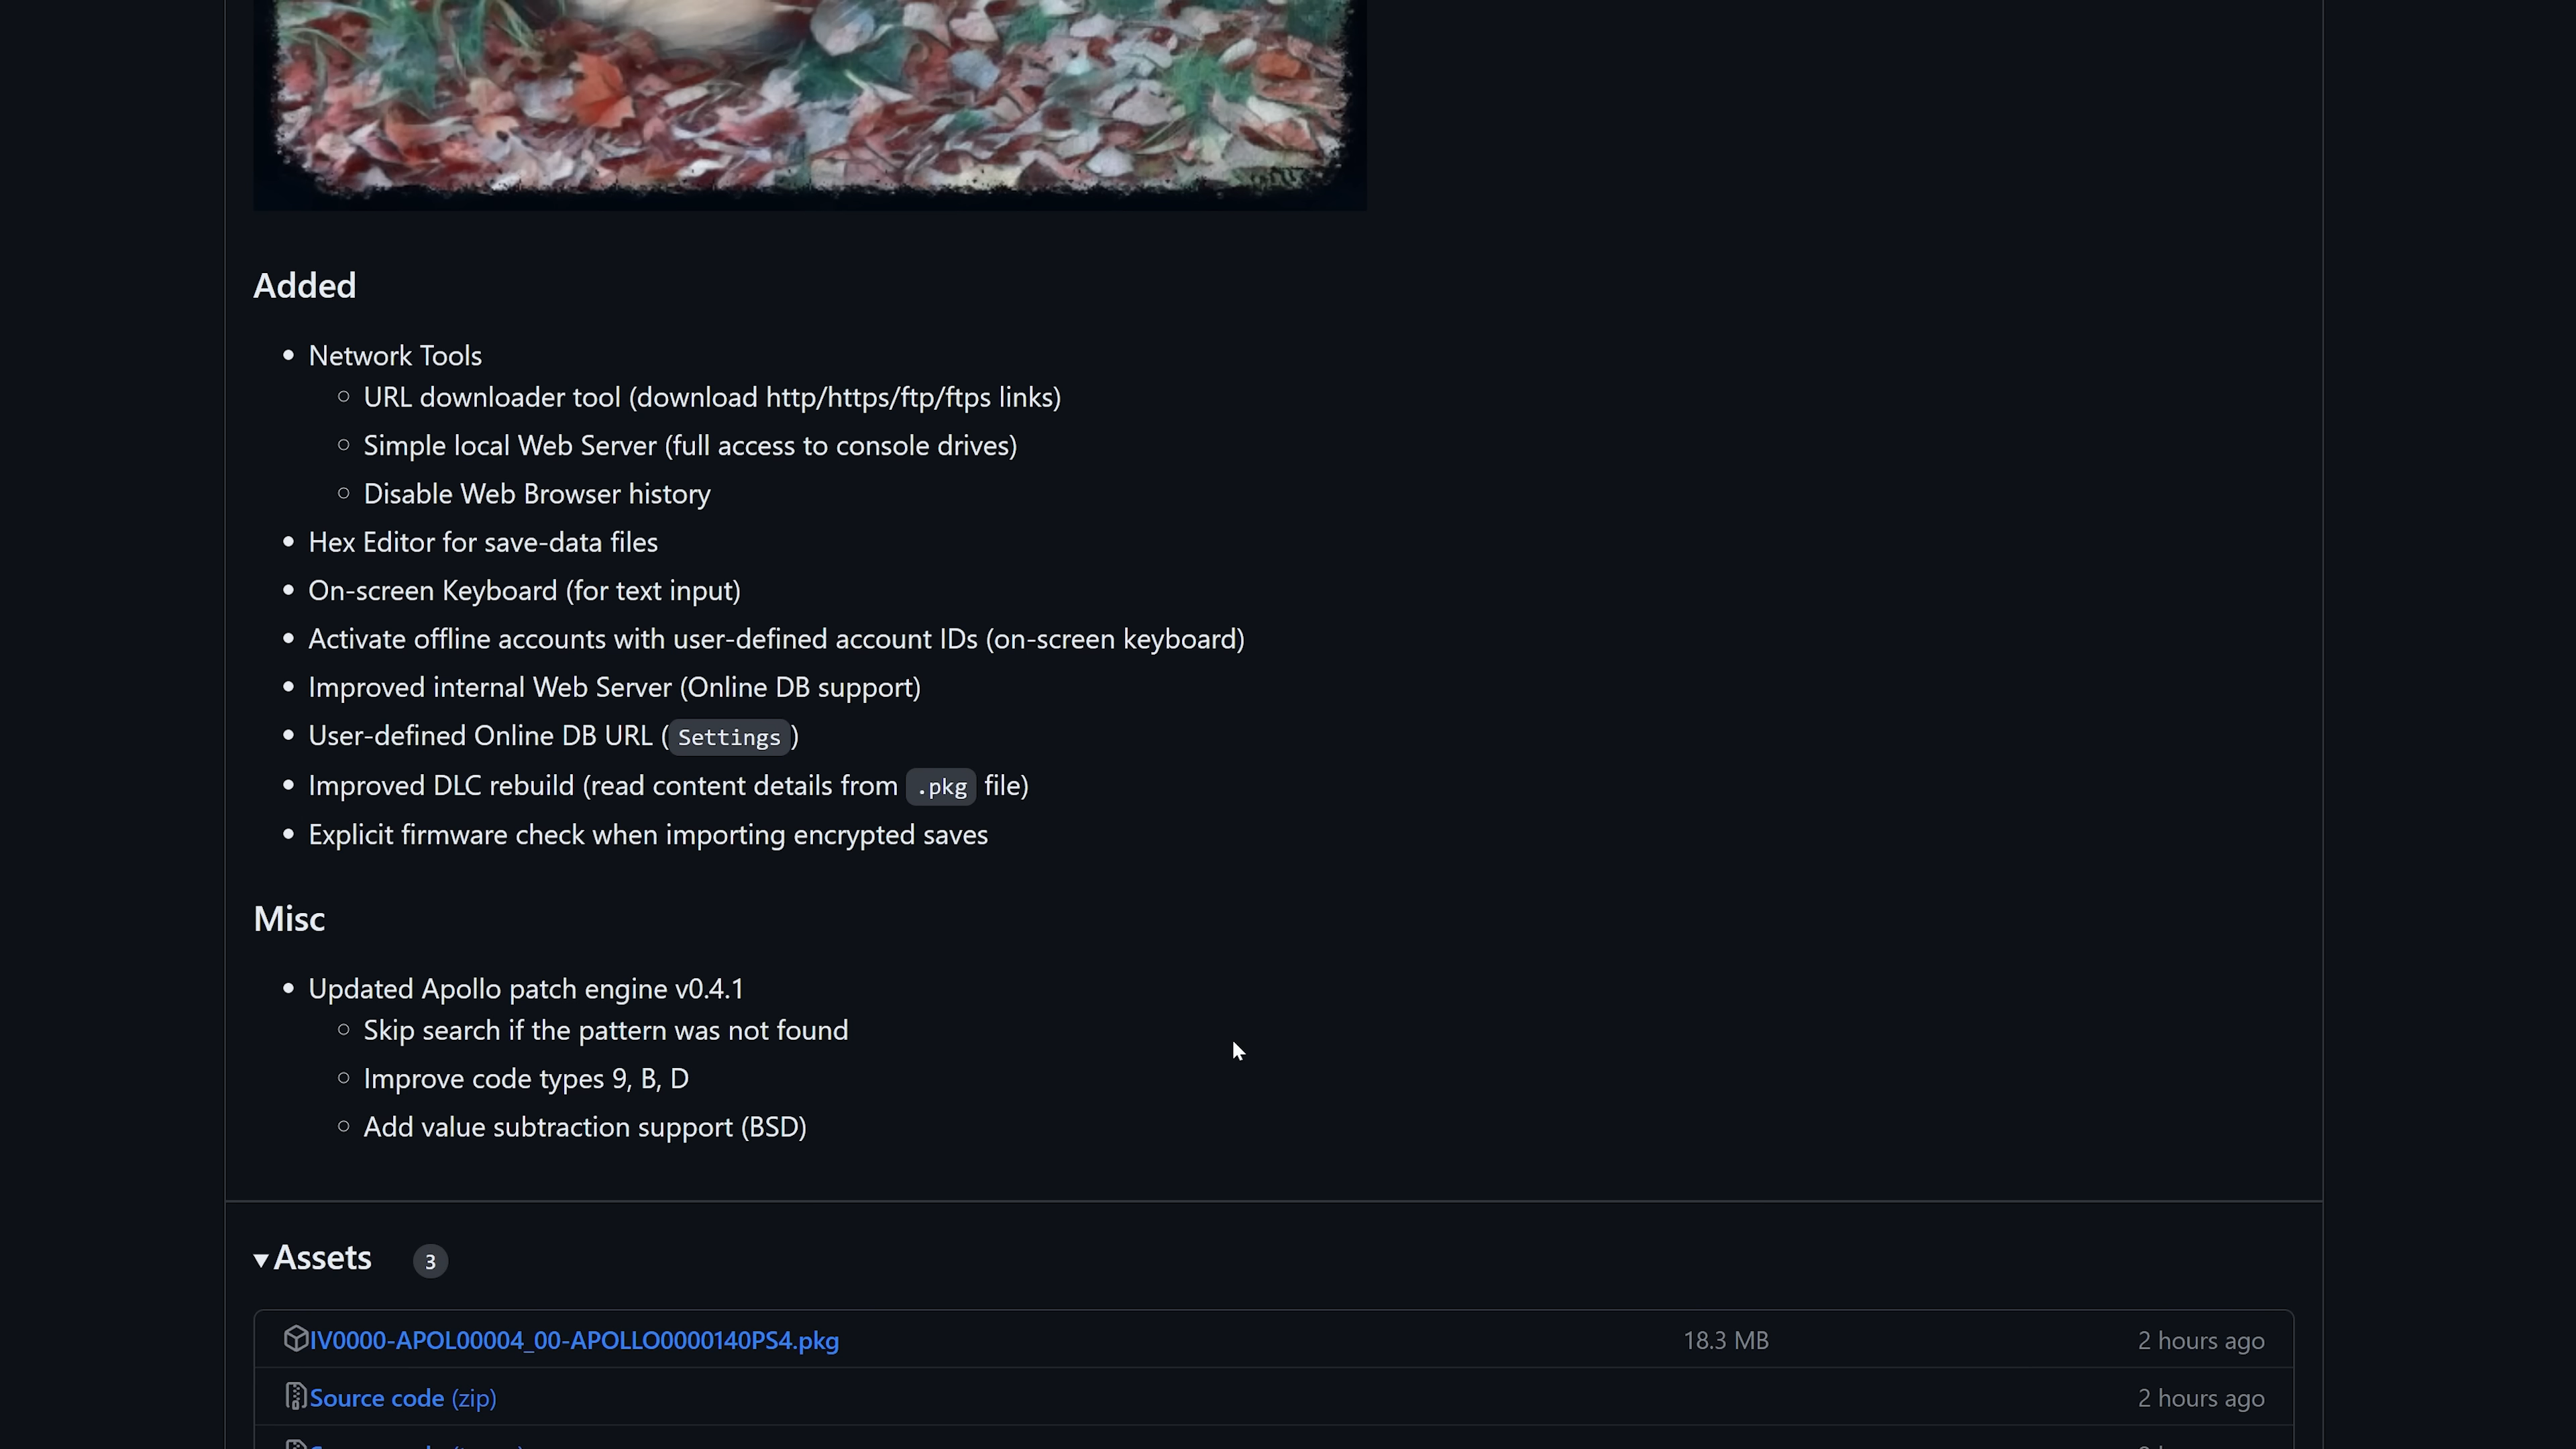 Added
Network Tools
URL downloader tool (download http/https/ftp/ftps links)
Simple local Web Server (full access to console drives)
Disable Web Browser history
Hex Editor for save-data files
On-screen Keyboard (for text input)
Activate offline accounts with user-defined account IDs (on-screen keyboard)
Improved internal Web Server (Online DB support)
User-defined Online DB URL (Settings)
Improved DLC rebuild (read content details from .pkg file)
Explicit firmware check when importing encrypted saves
Misc
Updated Apollo patch engine v0.4.1
Skip search if the pattern was not found
Improve code types 9, B, D
Add value subtraction support (BSD)
Assets 3
IV0000-APOL00004_00-APOLLO0000140PS4.pkg 18.3 MB 2 hours ago
Source code (zip) 2 hours ago